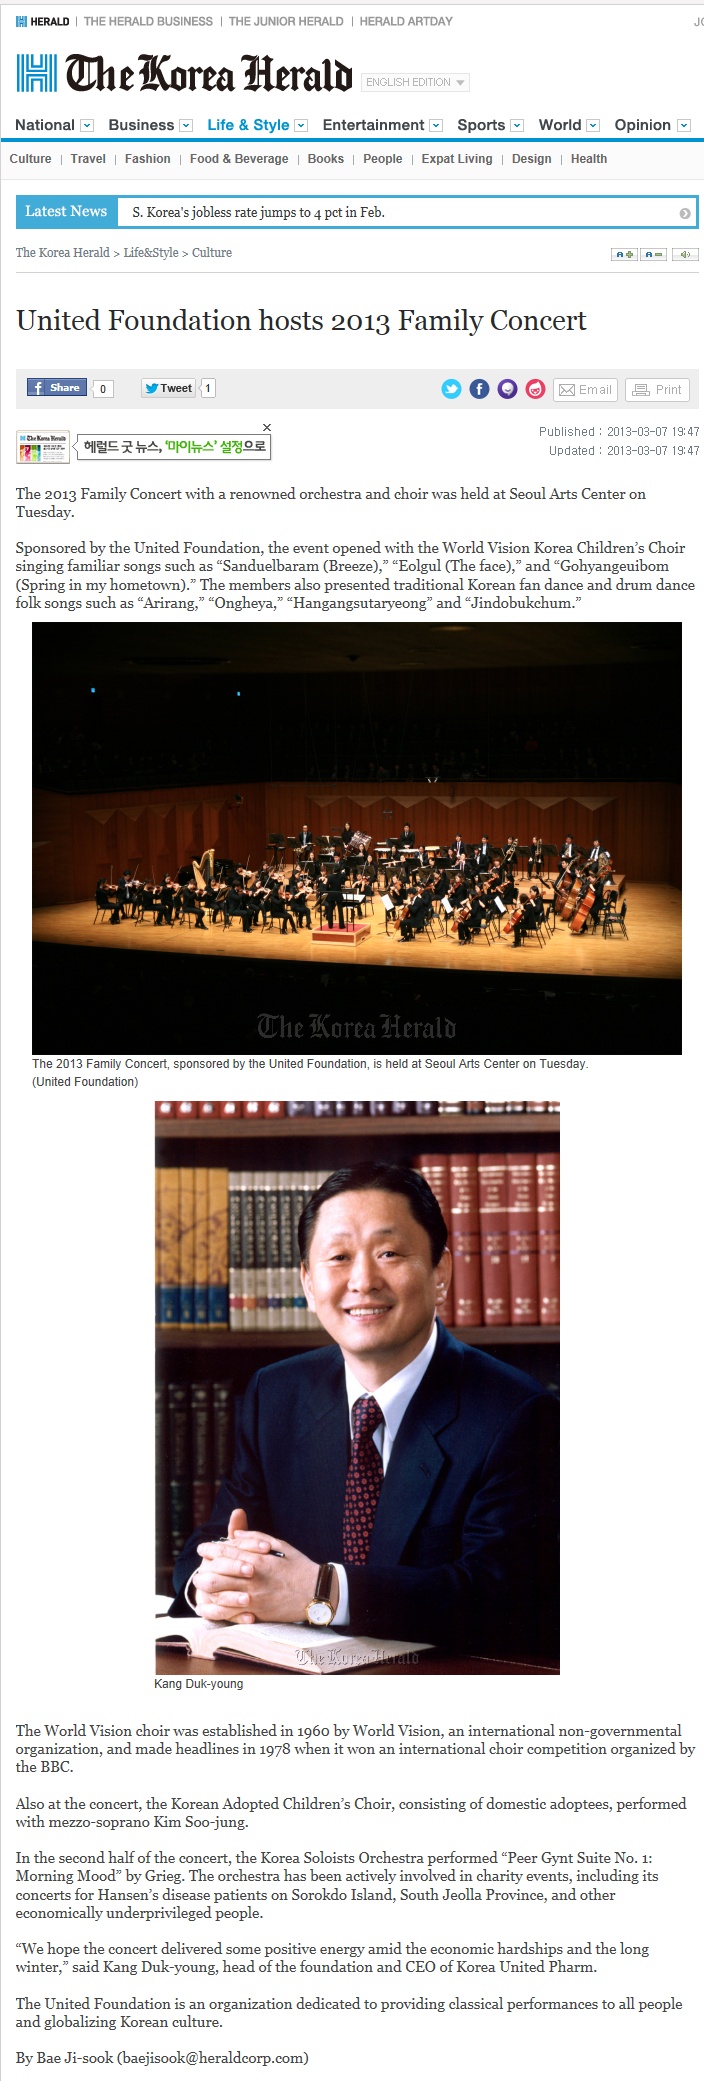 HERALD | THE HERALD BUSINESS | THE JUNIOR HERALD | HERALD ARTDAY
The Korea Herald ENGLISH EDITION
National Business Life & Style Entertainment Sports World Opinion
Culture | Travel | Fashion | Food & Beverage | Books | People | Expat Living | Design | Health
Latest News S. Korea's jobless rate jumps to 4 pct in Feb.
The Korea Herald > Life&Style > Culture
United Foundation hosts 2013 Family Concert
Share 0 Tweet 1 Email Print
The Korea Herald
헤럴드 굿 뉴스, '마이뉴스' 설정으로
Published : 2013-03-07 19:47
Updated : 2013-03-07 19:47
The 2013 Family Concert with a renowned orchestra and choir was held at Seoul Arts Center on
Tuesday.
Sponsored by the United Foundation, the event opened with the World Vision Korea Children's Choir
singing familiar songs such as “Sanduelbaram (Breeze),” “Eolgul (The face),” and “Gohyangeuibom
(Spring in my hometown).” The members also presented traditional Korean fan dance and drum dance
folk songs such as “Arirang,” “Ongheya,” “Hangangsutaryeong” and “Jindobukchum.”
The Korea Herald
The 2013 Family Concert, sponsored by the United Foundation, is held at Seoul Arts Center on Tuesday.
(United Foundation)
The Korea Herald
Kang Duk-young
The World Vision choir was established in 1960 by World Vision, an international non-governmental
organization, and made headlines in 1978 when it won an international choir competition organized by
the BBC.
Also at the concert, the Korean Adopted Children's Choir, consisting of domestic adoptees, performed
with mezzo-soprano Kim Soo-jung.
In the second half of the concert, the Korea Soloists Orchestra performed “Peer Gynt Suite No. 1:
Morning Mood” by Grieg. The orchestra has been actively involved in charity events, including its
concerts for Hansen's disease patients on Sorokdo Island, South Jeolla Province, and other
economically underprivileged people.
“We hope the concert delivered some positive energy amid the economic hardships and the long
winter,” said Kang Duk-young, head of the foundation and CEO of Korea United Pharm.
The United Foundation is an organization dedicated to providing classical performances to all people
and globalizing Korean culture.
By Bae Ji-sook (baejisook@heraldcorp.com)